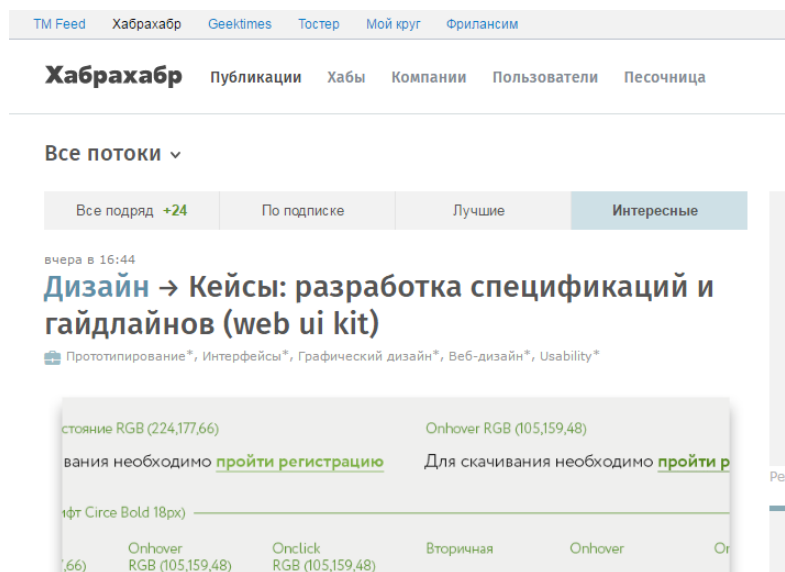 TM Feed Хабрахабр Geektimes Тостер Мой круг Фрилансим
Хабрахабр Публикации Хабы Компании Пользователи Песочница
Все потоки
Все подряд +24 По подписке Лучшие Интересные
вчера в 16:44
Дизайн → Кейсы: разработка спецификаций и
гайдлайнов (web ui kit)
Прототипирование*, Интерфейсы*, Графический дизайн*, Веб-дизайн*, Usability*
стояние RGB (224,177,66) Onhover RGB (105,159,48)
вания необходимо пройти регистрацию Для скачивания необходимо пройти р
Ре
ифт Circe Bold 18px)
Onhover Onclick Вторичная Onhover On
,66) RGB (105,159,48) RGB (105,159,48)